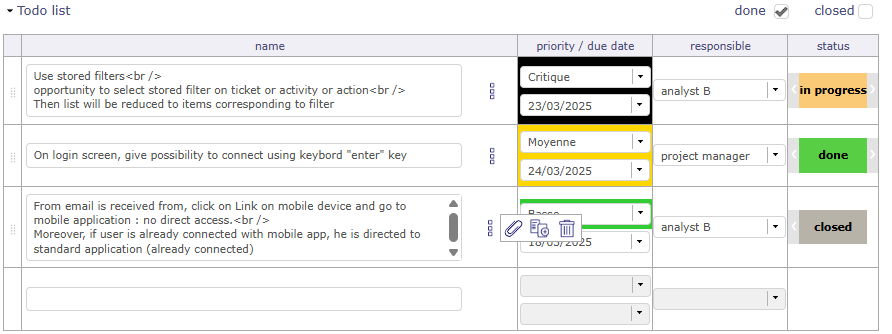 Todo list
done
closed
name
priority / due date
responsible
status
Use stored filters<br />
opportunity to select stored filter on ticket or activity or action<br />
Then list will be reduced to items corresponding to filter
Critique
23/03/2025
analyst B
in progress
On login screen, give possibility to connect using keybord "enter" key
Moyenne
24/03/2025
project manager
done
From email is received from, click on Link on mobile device and go to
mobile application : no direct access.<br />
Moreover, if user is already connected with mobile app, he is directed to
standard application (already connected)
Basse
18/03/2025
analyst B
closed